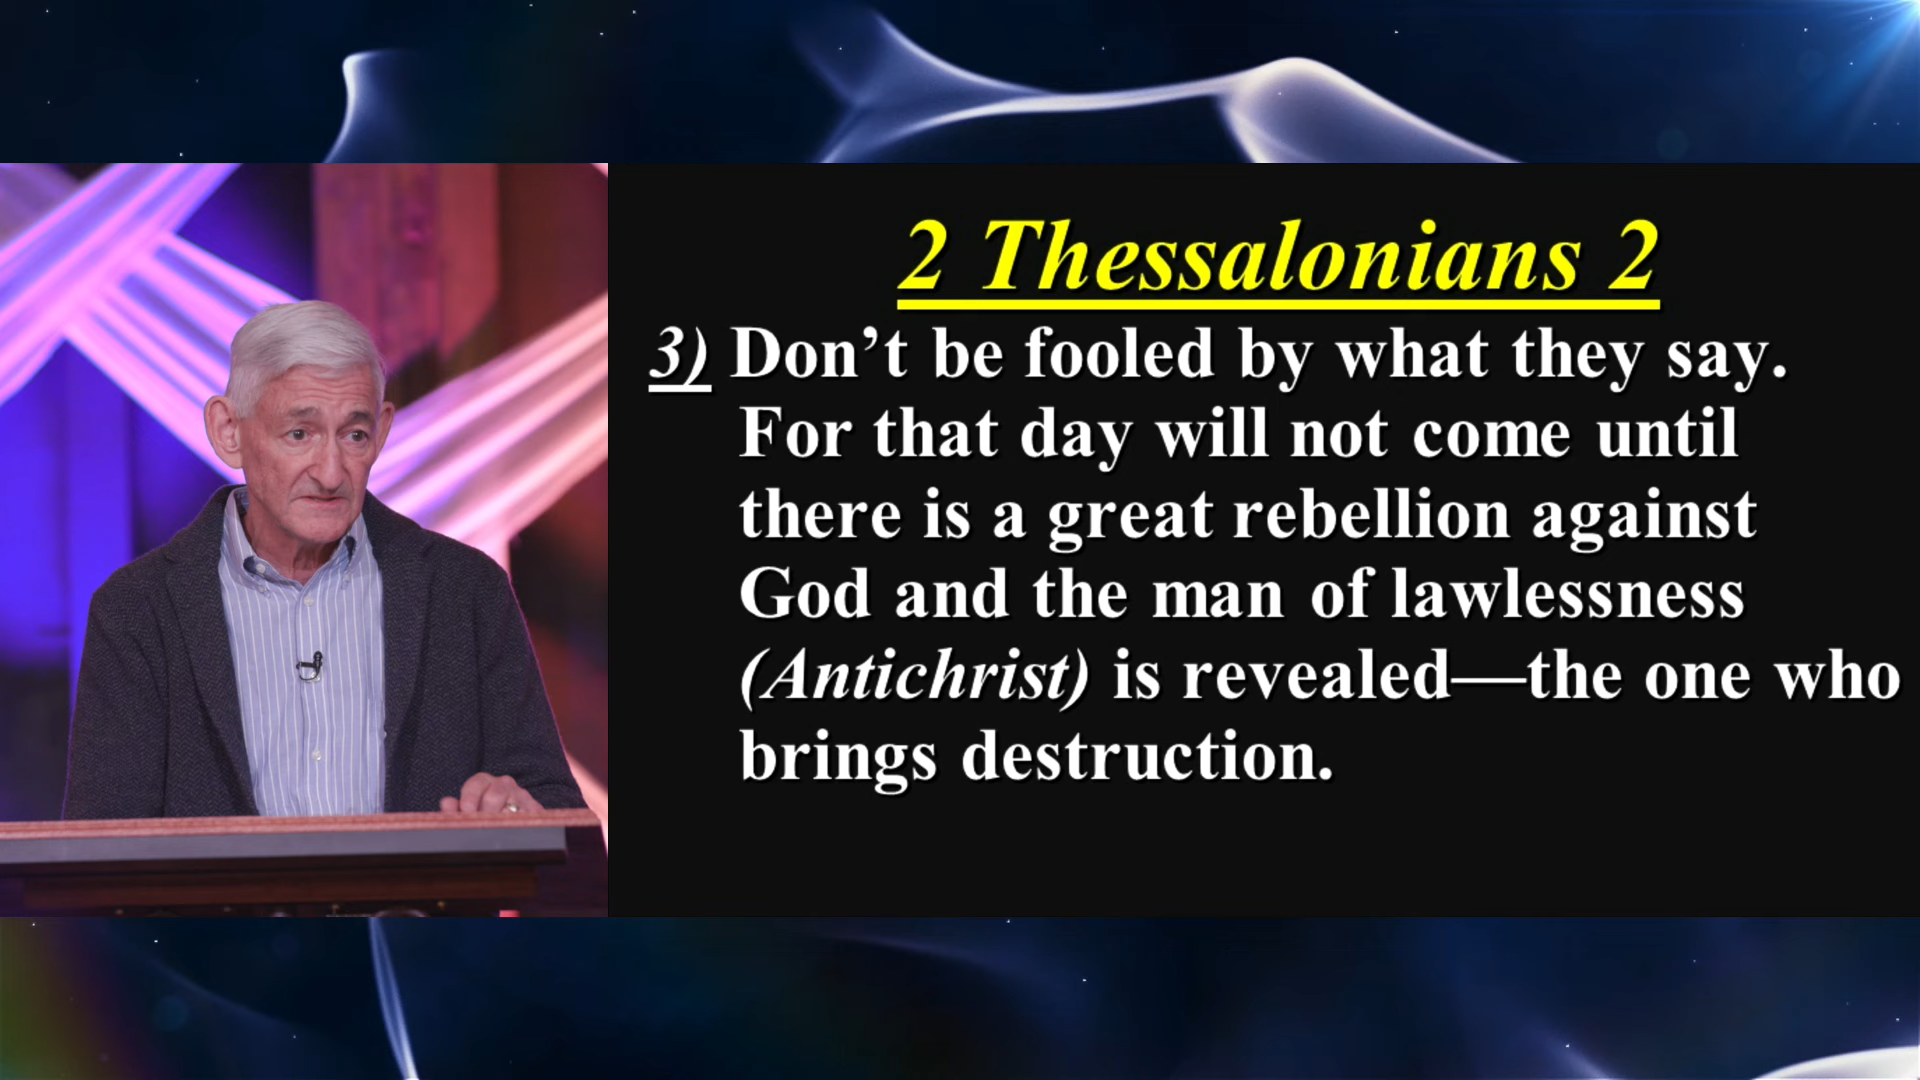 2 Thessalonians 2
3) Don’t be fooled by what they say.
For that day will not come until
there is a great rebellion against
God and the man of lawlessness
(Antichrist) is revealed—the one who
brings destruction.